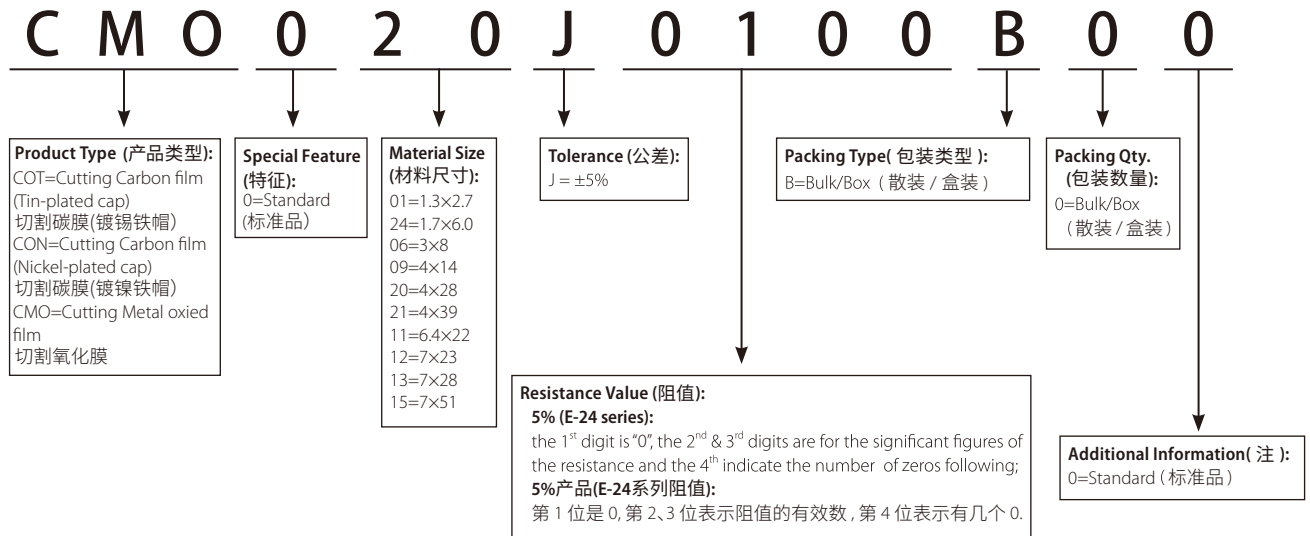 CMO020J0100B00
Product Type (产品类型):
COT=Cutting Carbon film
(Tin-plated cap)
切割碳膜(镀锡铁帽)
CON=Cutting Carbon film
(Nickel-plated cap)
切割碳膜(镀镍铁帽)
CMO=Cutting Metal oxied
film
切割氧化膜
Special Feature
(特征):
0=Standard
(标准品)
Material Size
(材料尺寸):
01=1.3×2.7
24=1.7×6.0
06=3×8
09=4×14
20=4×28
21=4×39
11=6.4×22
12=7×23
13=7×28
15=7×51
Tolerance (公差):
J = ±5%
Packing Type( 包装类型 ):
B=Bulk/Box ( 散装 / 盒装 )
Packing Qty.
(包装数量):
0=Bulk/Box
( 散装 / 盒装 )
Resistance Value (阻值):
5% (E-24 series):
the 1st digit is "0", the 2nd & 3rd digits are for the significant figures of
the resistance and the 4th indicate the number of zeros following;
5%产品(E-24系列阻值):
第 1 位是 0, 第 2、3 位表示阻值的有效数 , 第 4 位表示有几个 0.
Additional Information( 注 ):
0=Standard ( 标准品 )